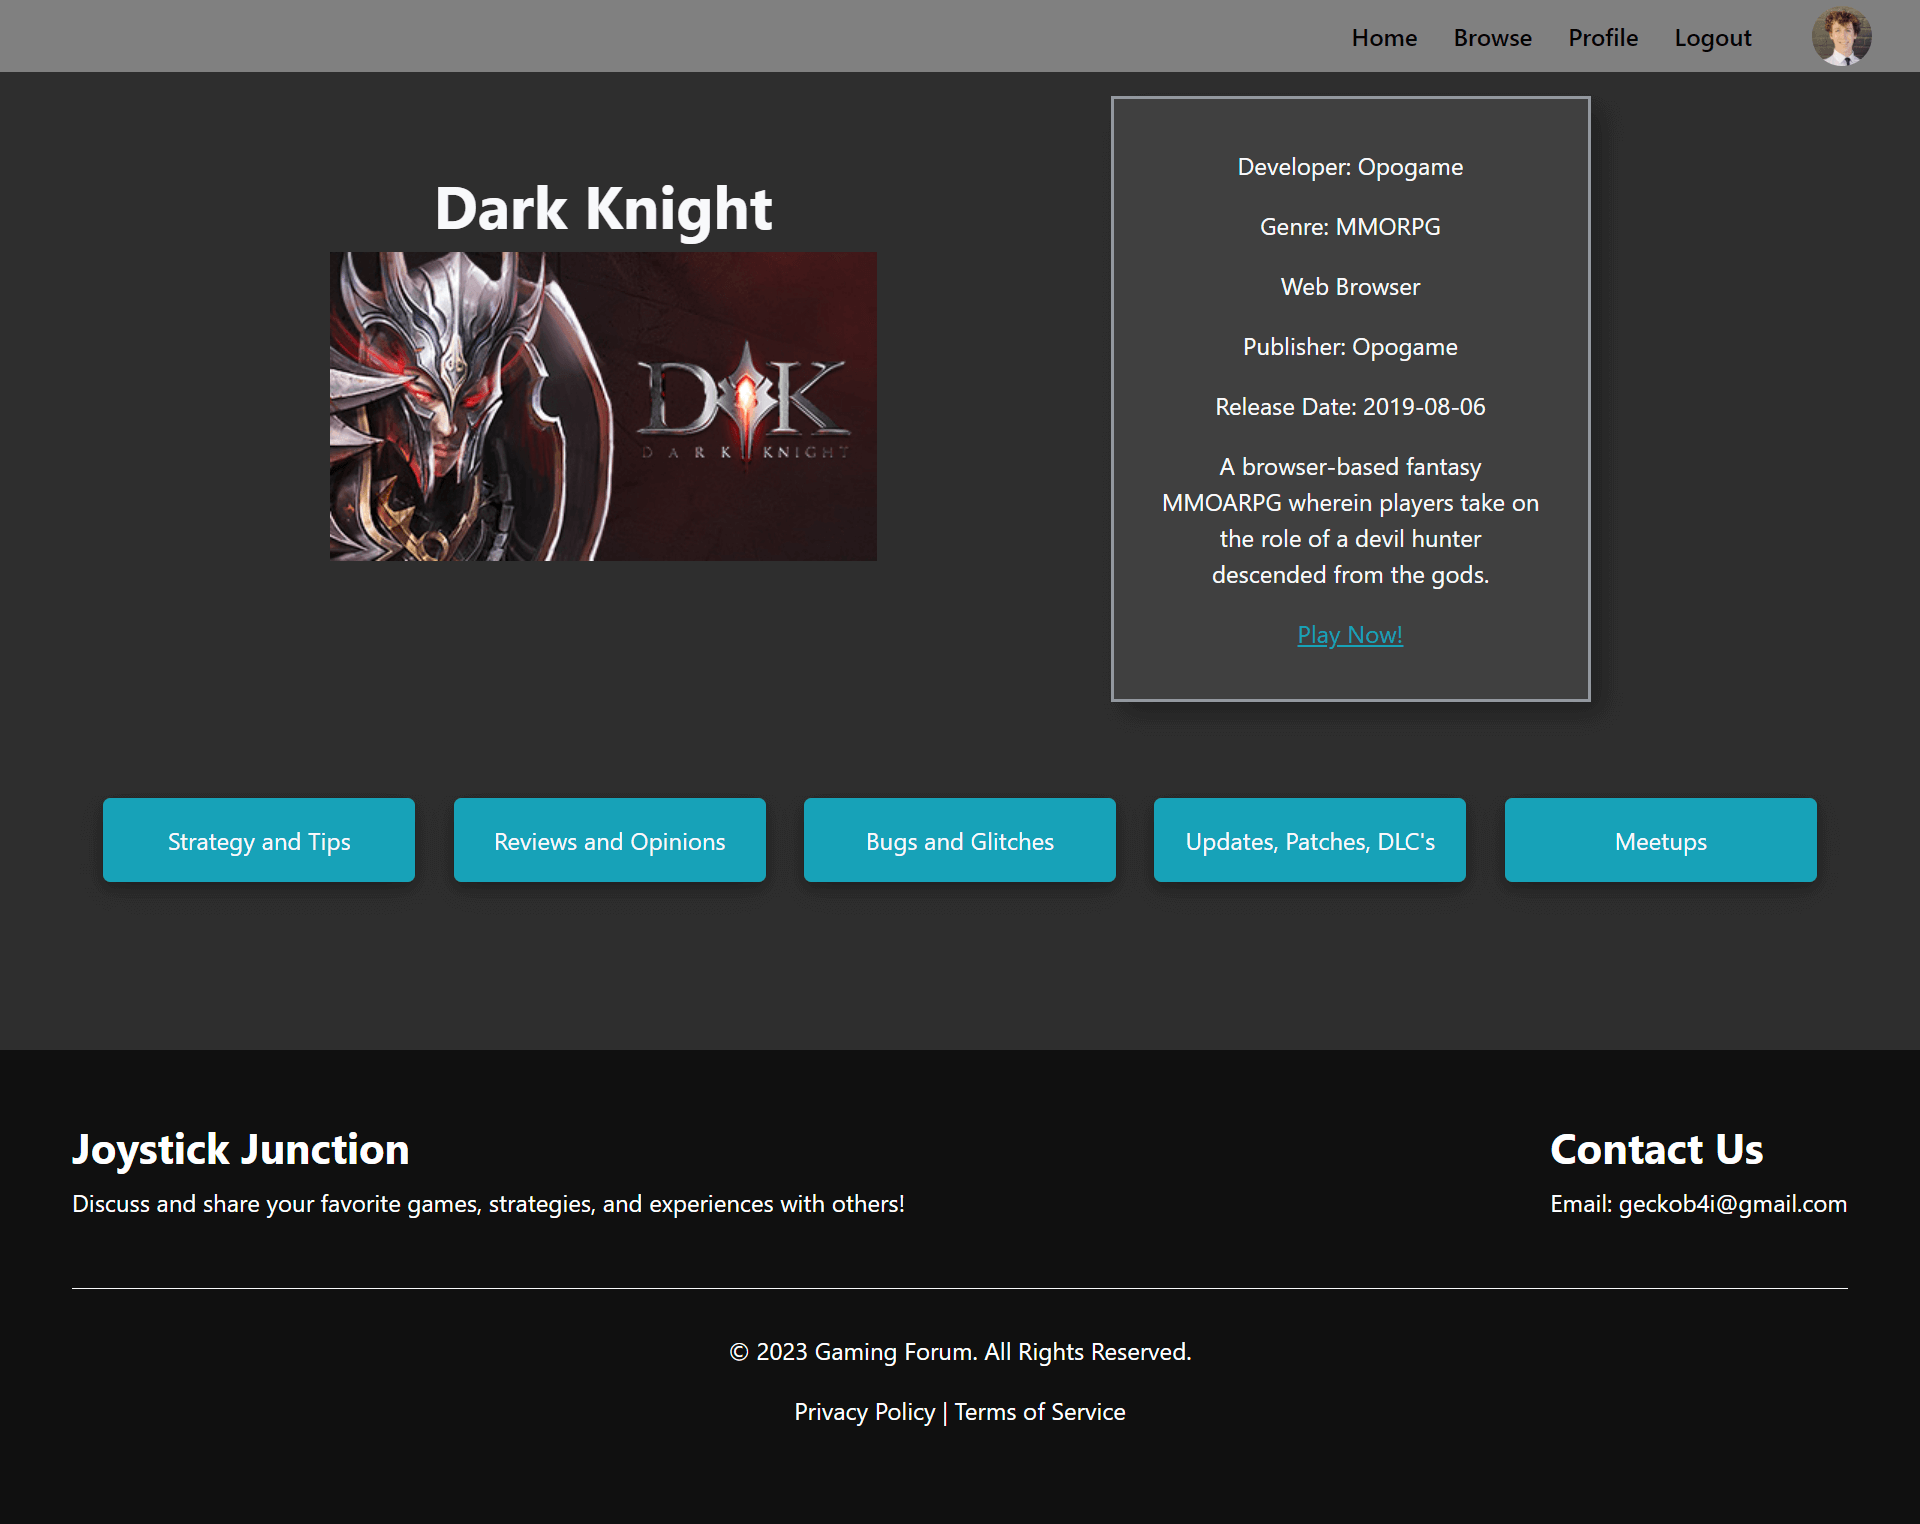 Home Browse Profile Logout
Dark Knight
DK
DARK KNIGHT
Developer: Opogame
Genre: MMORPG
Web Browser
Publisher: Opogame
Release Date: 2019-08-06
A browser-based fantasy
MMOARPG wherein players take on
the role of a devil hunter
descended from the gods.
Play Now!
Strategy and Tips
Reviews and Opinions
Bugs and Glitches
Updates, Patches, DLC's
Meetups
Joystick Junction
Discuss and share your favorite games, strategies, and experiences with others!
Contact Us
Email: geckob4i@gmail.com
© 2023 Gaming Forum. All Rights Reserved.
Privacy Policy | Terms of Service